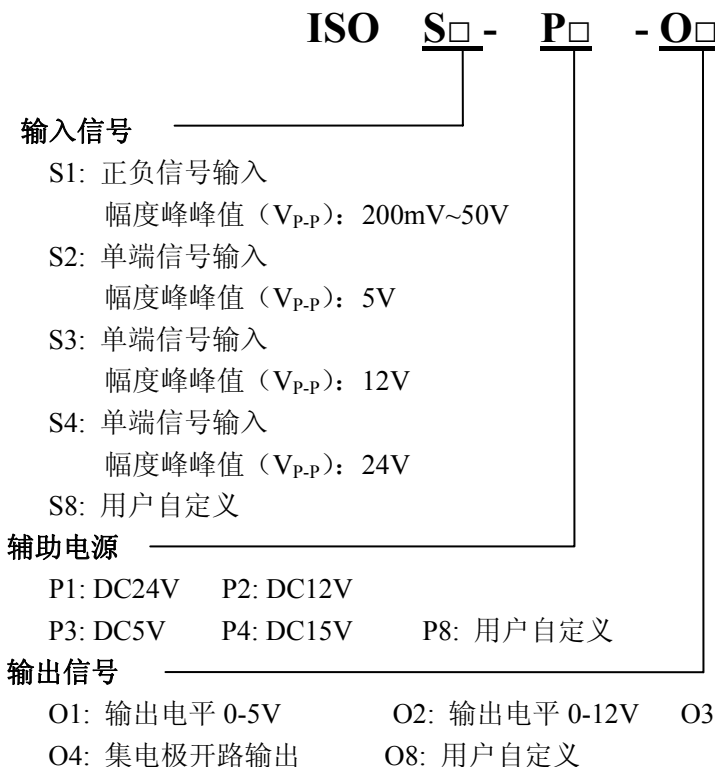 ISO S□ - P□ - O□
输入信号
S1: 正负信号输入
幅度峰峰值（VP-P）：200mV~50V
S2: 单端信号输入
幅度峰峰值（VP-P）：5V
S3: 单端信号输入
幅度峰峰值（VP-P）：12V
S4: 单端信号输入
幅度峰峰值（VP-P）：24V
S8: 用户自定义
辅助电源
P1: DC24V P2: DC12V
P3: DC5V P4: DC15V P8: 用户自定义
输出信号
O1: 输出电平 0-5V O2: 输出电平 0-12V O3
O4: 集电极开路输出 O8: 用户自定义